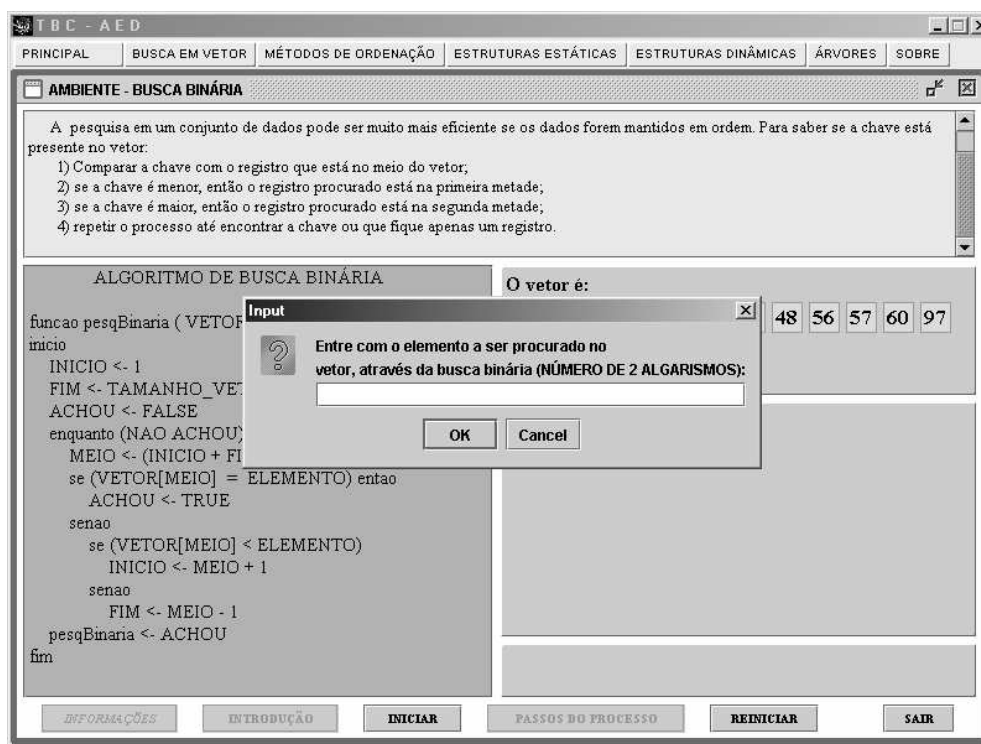 TBC - AED
PRINCIPAL BUSCA EM VETOR MÉTODOS DE ORDENAÇÃO ESTRUTURAS ESTÁTICAS ESTRUTURAS DINÂMICAS ÁRVORES SOBRE
AMBIENTE - BUSCA BINÁRIA
A pesquisa em um conjunto de dados pode ser muito mais eficiente se os dados forem mantidos em ordem. Para saber se a chave está
presente no vetor:
1) Comparar a chave com o registro que está no meio do vetor;
2) se a chave é menor, então o registro procurado está na primeira metade;
3) se a chave é maior, então o registro procurado está na segunda metade;
4) repetir o processo até encontrar a chave ou que fique apenas um registro.
ALGORITMO DE BUSCA BINÁRIA
funcao pesqBinaria ( VETOR
inicio
INICIO <- 1
FIM <- TAMANHO_VET
ACHOU <- FALSE
enquanto (NAO ACHOU)
MEIO <- (INICIO + FI
se (VETOR[MEIO] = ELEMENTO) entao
ACHOU <- TRUE
senao
se (VETOR[MEIO] < ELEMENTO)
INICIO <- MEIO + 1
senao
FIM <- MEIO - 1
pesqBinaria <- ACHOU
fim
O vetor é:
48 56 57 60 97
Input
Entre com o elemento a ser procurado no
vetor, através da busca binária (NÚMERO DE 2 ALGARISMOS):
OK Cancel
INFORMAÇÕES INTRODUÇÃO INICIAR PASSOS DO PROCESSO REINICIAR SAIR